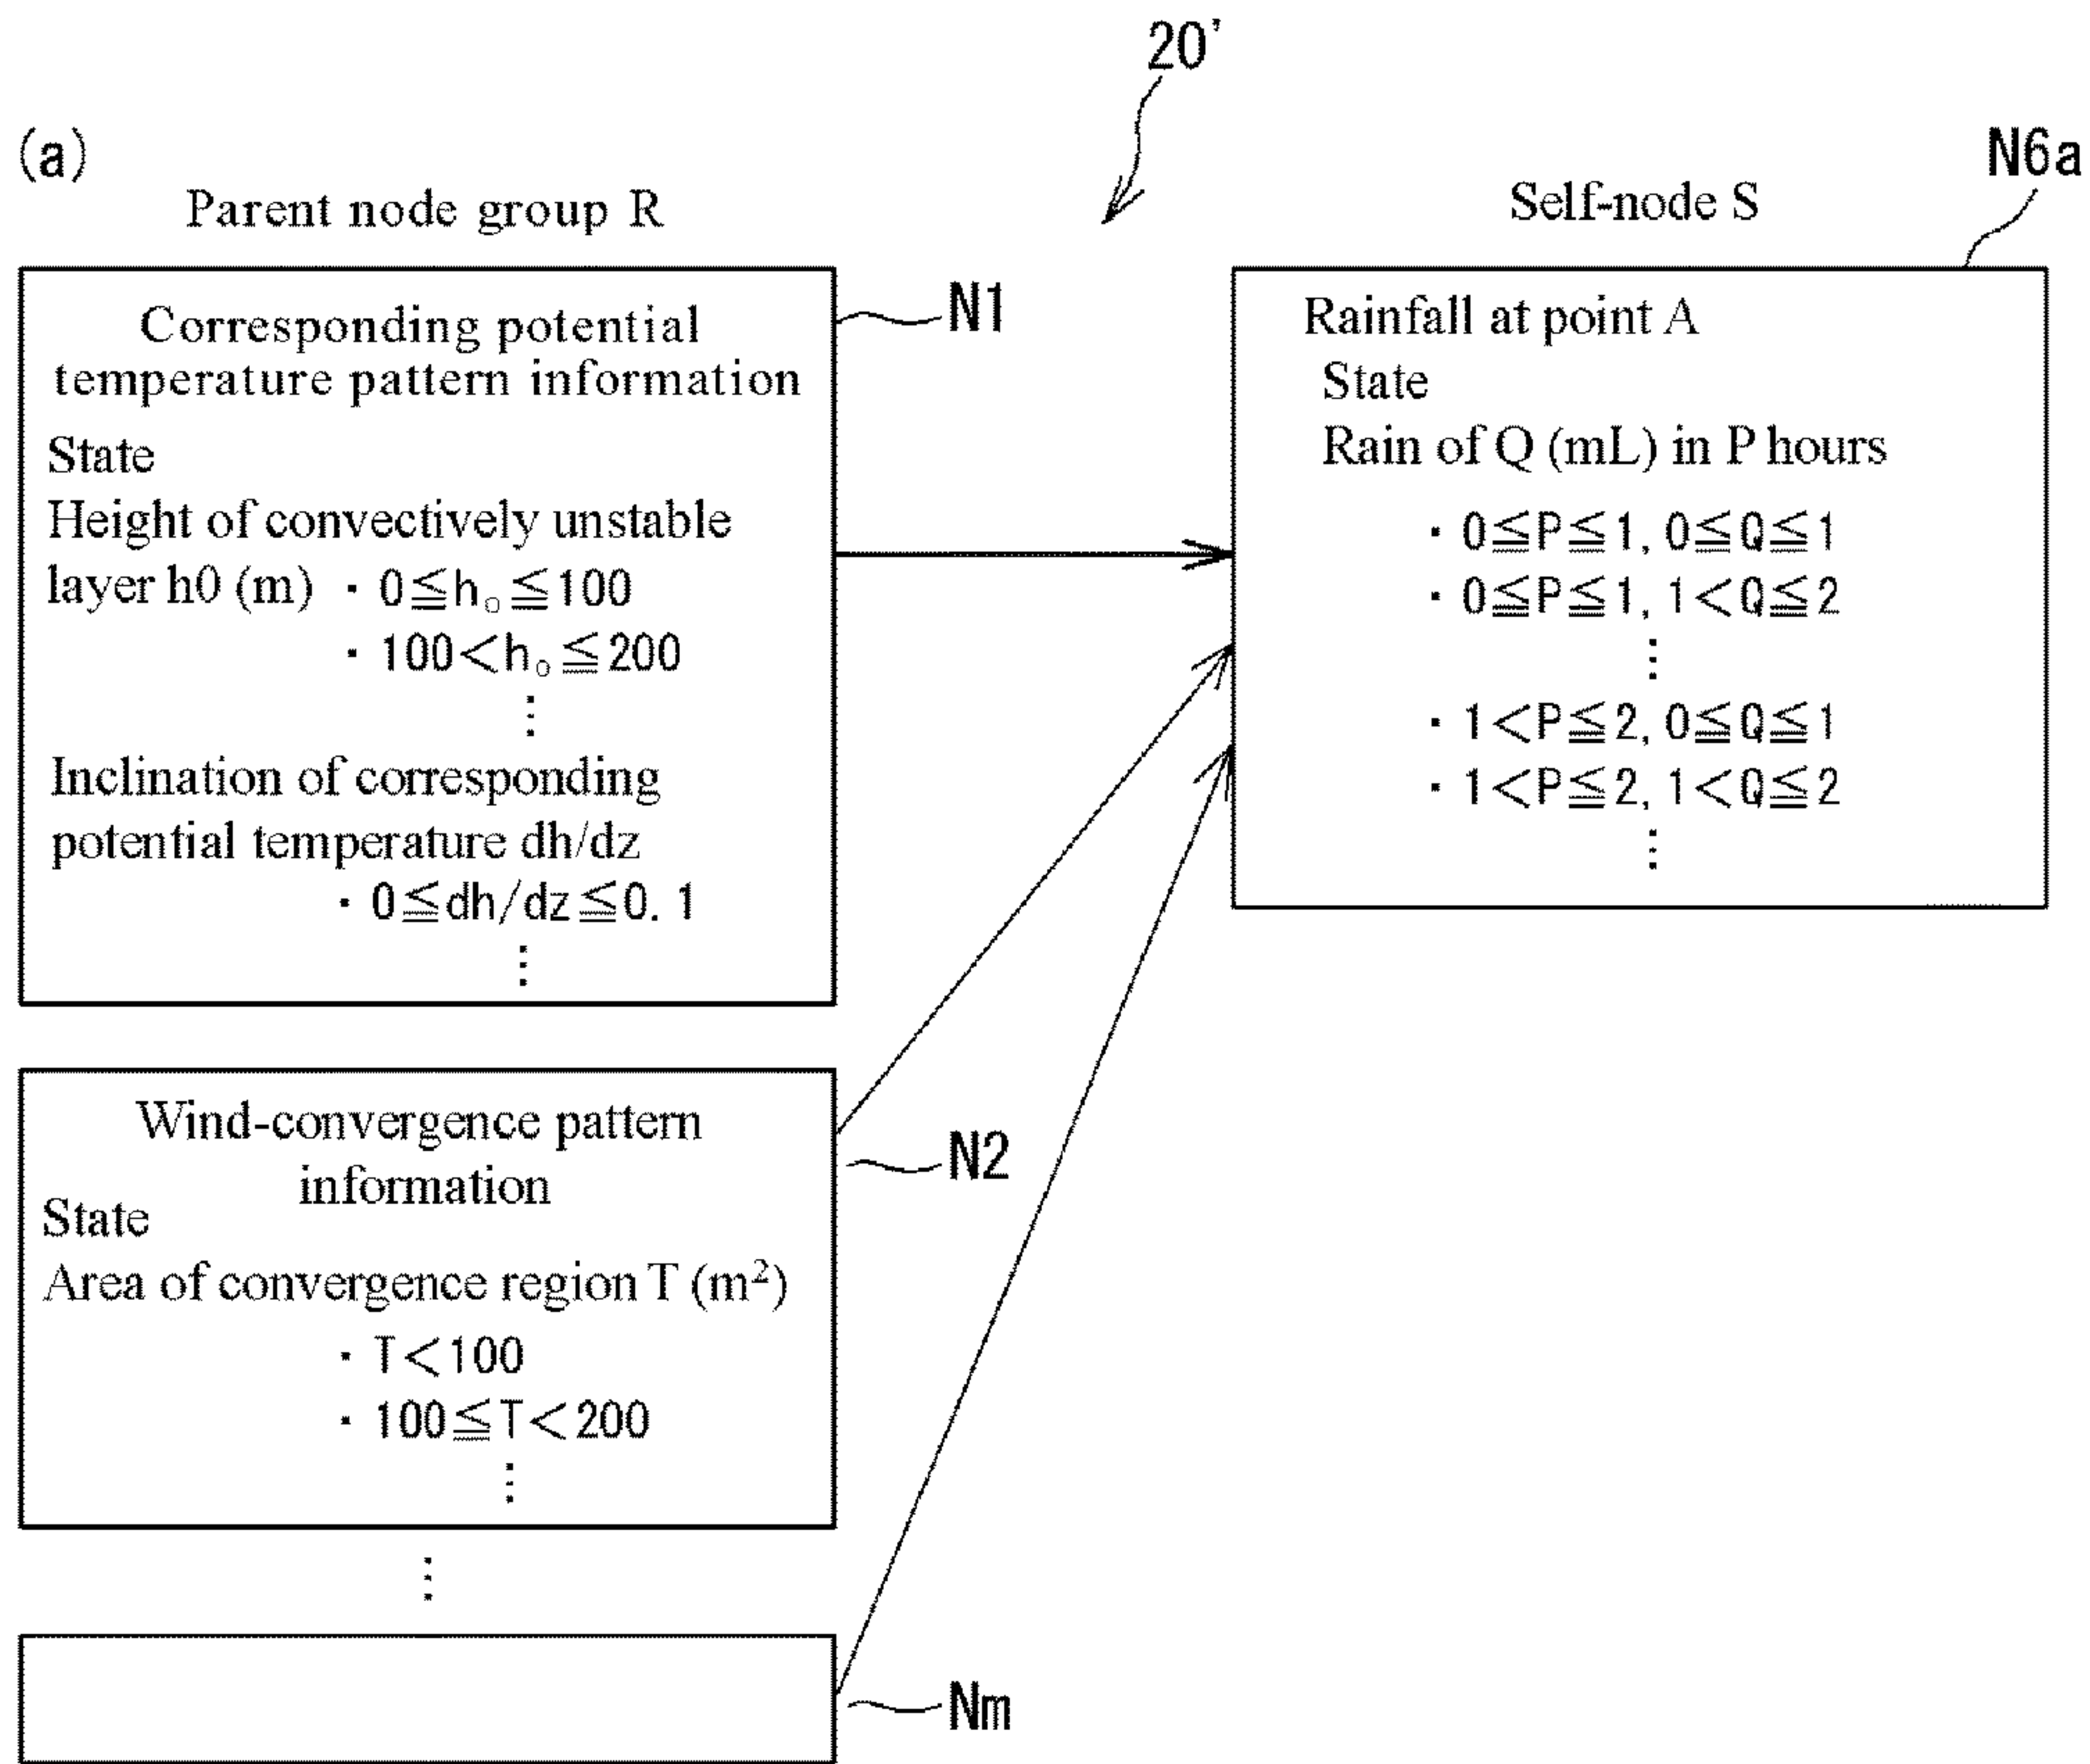 20'
(a)
Parent node group R
Corresponding potential
temperature pattern information
State
Height of convectively unstable
layer h0 (m) ・0≦h₀≦100
・100<h₀≦200
⋮
Inclination of corresponding
potential temperature dh/dz
・0≦dh/dz≦0.1
⋮
N1
Wind-convergence pattern
information
State
Area of convergence region T (m²)
・T<100
・100≦T<200
⋮
N2
⋮
Nm
Self-node S
N6a
Rainfall at point A
State
Rain of Q (mL) in P hours
・0≦P≦1, 0≦Q≦1
・0≦P≦1, 1<Q≦2
⋮
・1<P≦2, 0≦Q≦1
・1<P≦2, 1<Q≦2
⋮